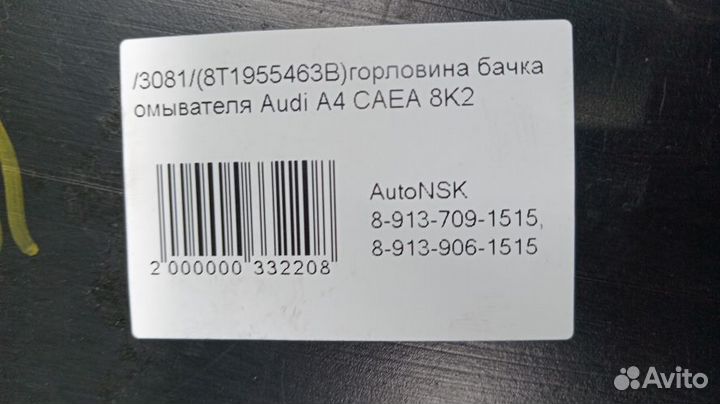 /3081/(8T1955463B)горловина бачка
омывателя Audi A4 CAEA 8K2
AutoNSK
8-913-709-1515,
8-913-906-1515
2 000000 332208
Avito